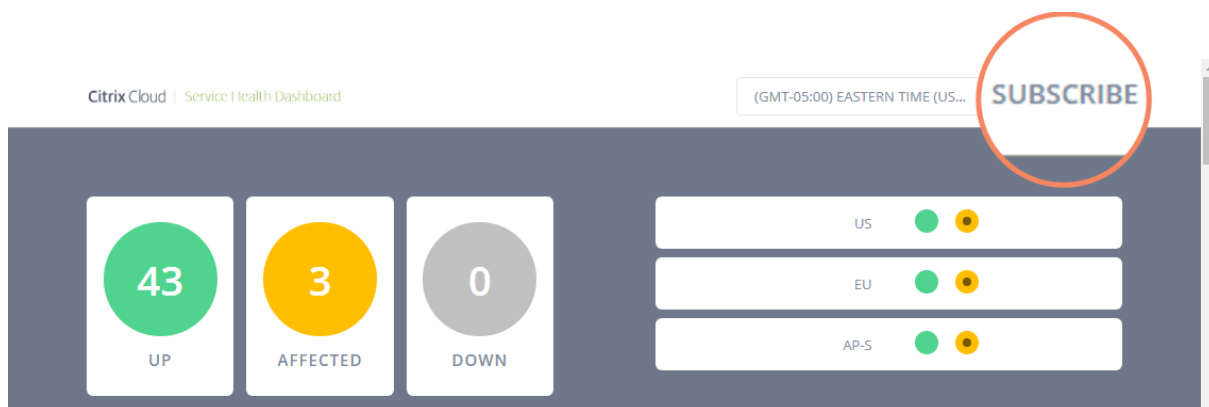 Citrix Cloud | Service Health Dashboard
(GMT-05:00) EASTERN TIME (US...
SUBSCRIBE
43
UP
3
AFFECTED
0
DOWN
US
EU
AP-S